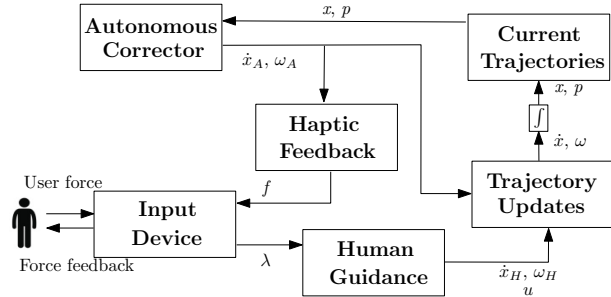 x, p
Autonomous
Corrector
Current
Trajectories
ẋ_A, ω_A
x, p
∫
ẋ, ω
Haptic
Feedback
f
User force
Input
Device
Trajectory
Updates
Force feedback
λ
Human
Guidance
ẋ_H, ω_H
u